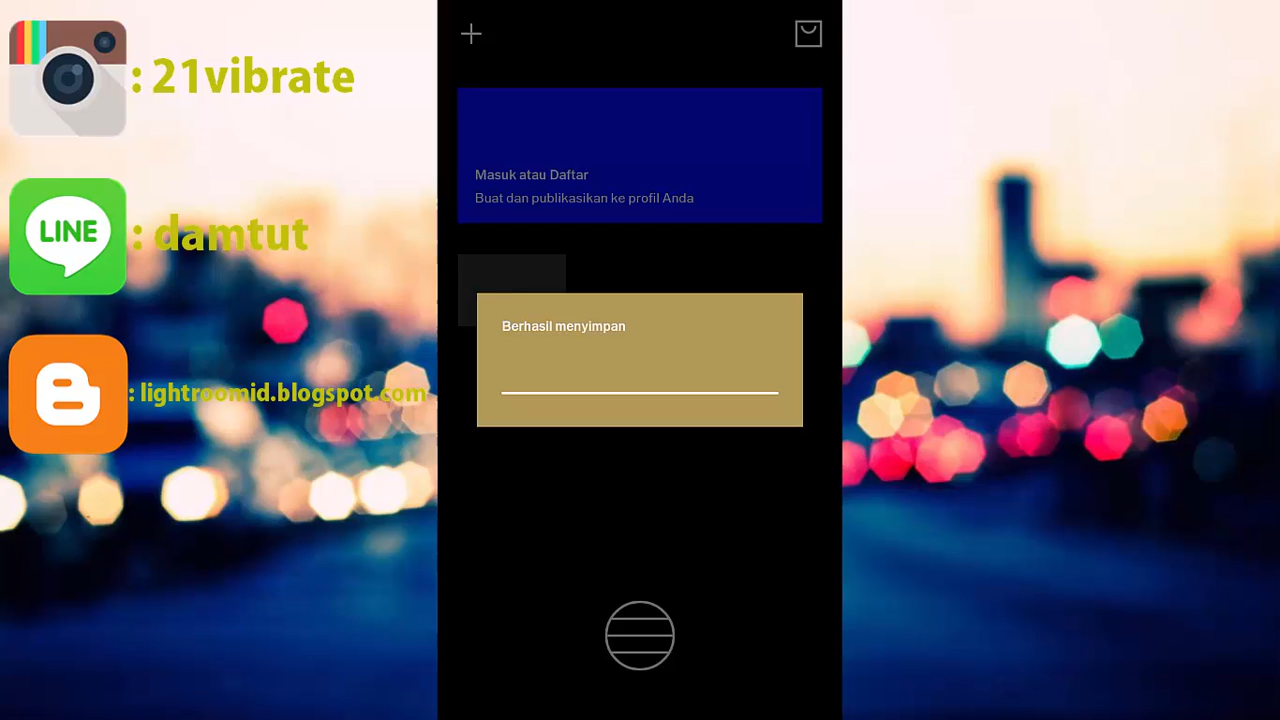 : 21vibrate
LINE
: damtut
: lightroomid.blogspot.com
Masuk atau Daftar
Buat dan publikasikan ke profil Anda
Berhasil menyimpan